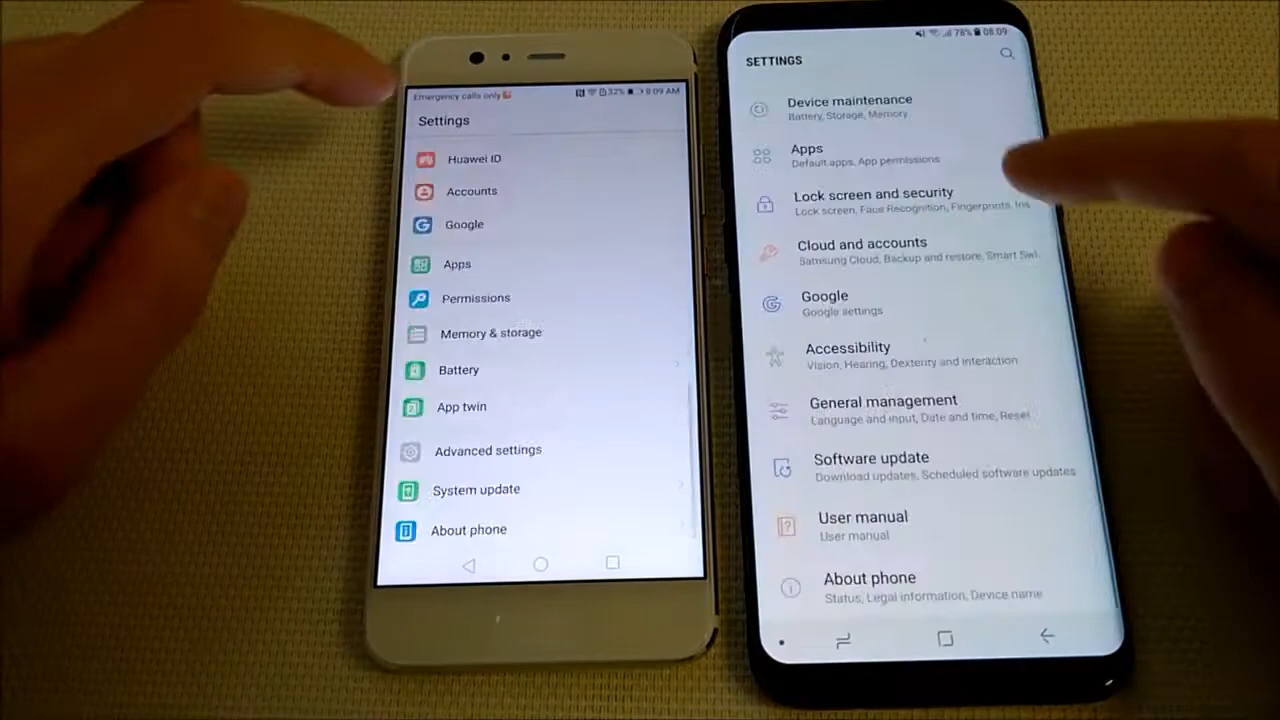 Emergency calls only
32% 8:09 AM
Settings
Huawei ID
Accounts
Google
Apps
Permissions
Memory & storage
Battery
App twin
Advanced settings
System update
About phone
78% 08:09
SETTINGS
Device maintenance
Battery, Storage, Memory
Apps
Default apps, App permissions
Lock screen and security
Lock screen, Face Recognition, Fingerprints, Iris
Cloud and accounts
Samsung Cloud, Backup and restore, Smart Swi..
Google
Google settings
Accessibility
Vision, Hearing, Dexterity and interaction
General management
Language and input, Date and time, Reset
Software update
Download updates, Scheduled software updates
User manual
User manual
About phone
Status, Legal information, Device name